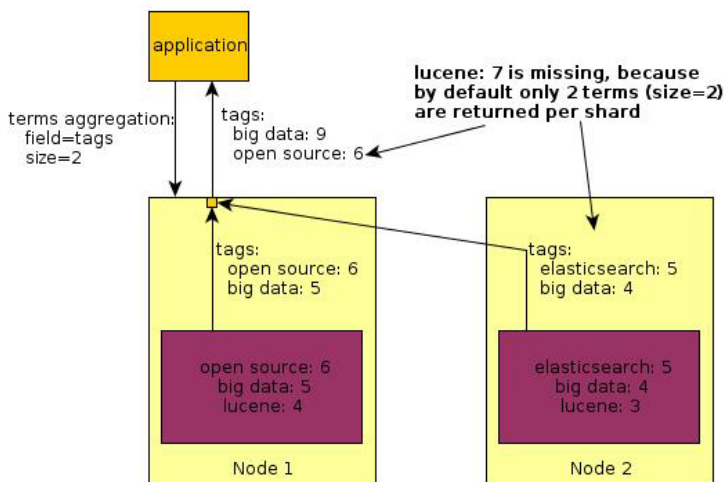 application
lucene: 7 is missing, because
by default only 2 terms (size=2)
are returned per shard
terms aggregation:
field=tags
size=2
tags:
big data: 9
open source: 6
tags:
open source: 6
big data: 5
tags:
elasticsearch: 5
big data: 4
open source: 6
big data: 5
lucene: 4
elasticsearch: 5
big data: 4
lucene: 3
Node 1
Node 2